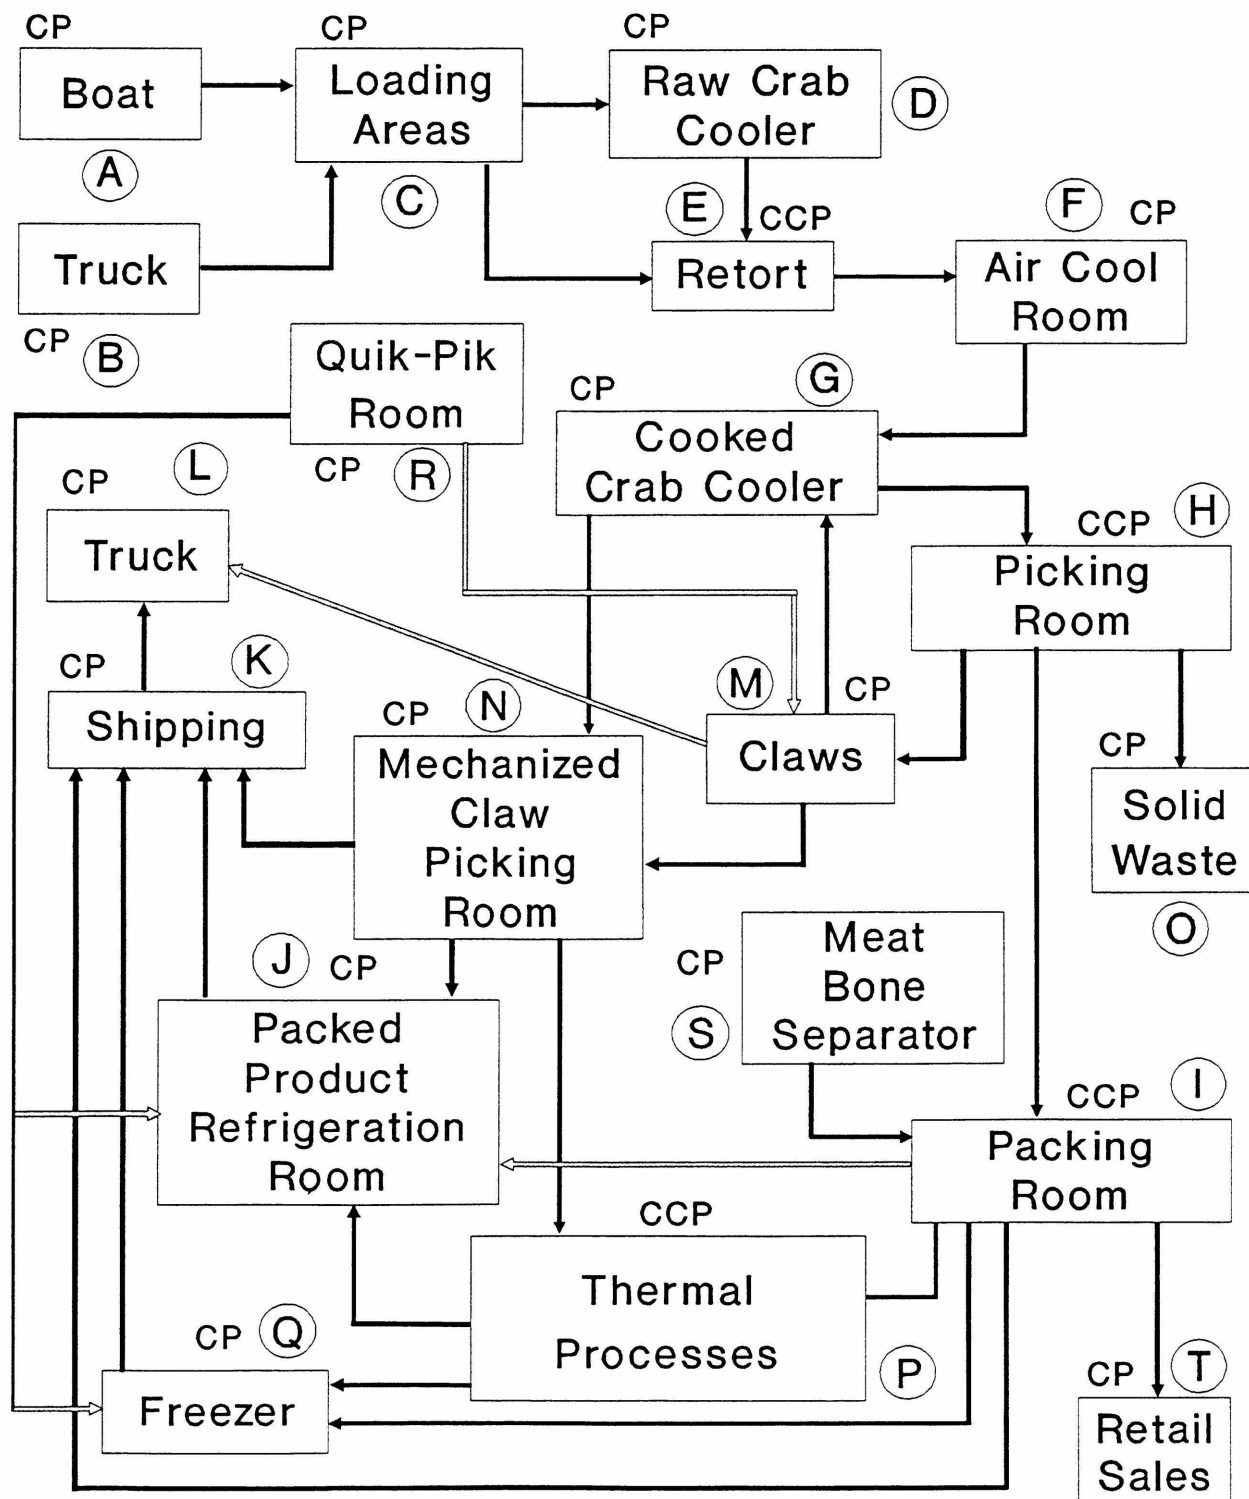 CP
Boat
A
CP
Loading
Areas
C
CP
Raw Crab
Cooler
D
Truck
CP
B
E
CCP
Retort
F
CP
Air Cool
Room
Quik-Pik
Room
CP
R
CP
G
Cooked
Crab Cooler
CP
L
Truck
CCP
H
Picking
Room
CP
K
Shipping
CP
N
Mechanized
Claw
Picking
Room
M
CP
Claws
CP
Solid
Waste
O
J
CP
Packed
Product
Refrigeration
Room
CP
S
Meat
Bone
Separator
CCP
I
Packing
Room
CCP
Thermal
Processes
P
CP
Q
Freezer
CP
T
Retail
Sales